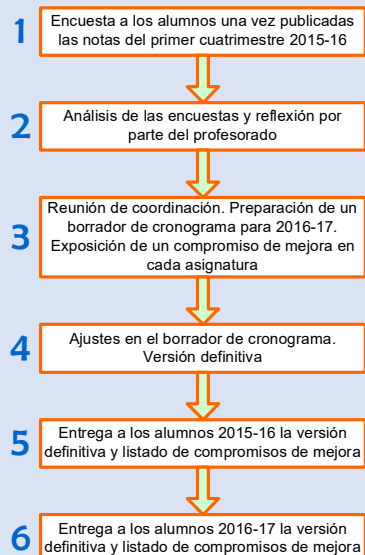 1
Encuesta a los alumnos una vez publicadas
las notas del primer cuatrimestre 2015-16
2
Análisis de las encuestas y reflexión por
parte del profesorado
3
Reunión de coordinación. Preparación de un
borrador de cronograma para 2016-17.
Exposición de un compromiso de mejora en
cada asignatura
4
Ajustes en el borrador de cronograma.
Versión definitiva
5
Entrega a los alumnos 2015-16 la versión
definitiva y listado de compromisos de mejora
6
Entrega a los alumnos 2016-17 la versión
definitiva y listado de compromisos de mejora